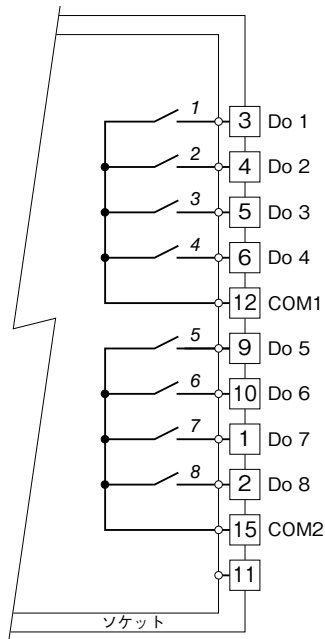 1 3 Do 1
2 4 Do 2
3 5 Do 3
4 6 Do 4
12 COM1
5 9 Do 5
6 10 Do 6
7 1 Do 7
8 2 Do 8
15 COM2
11
ソケット